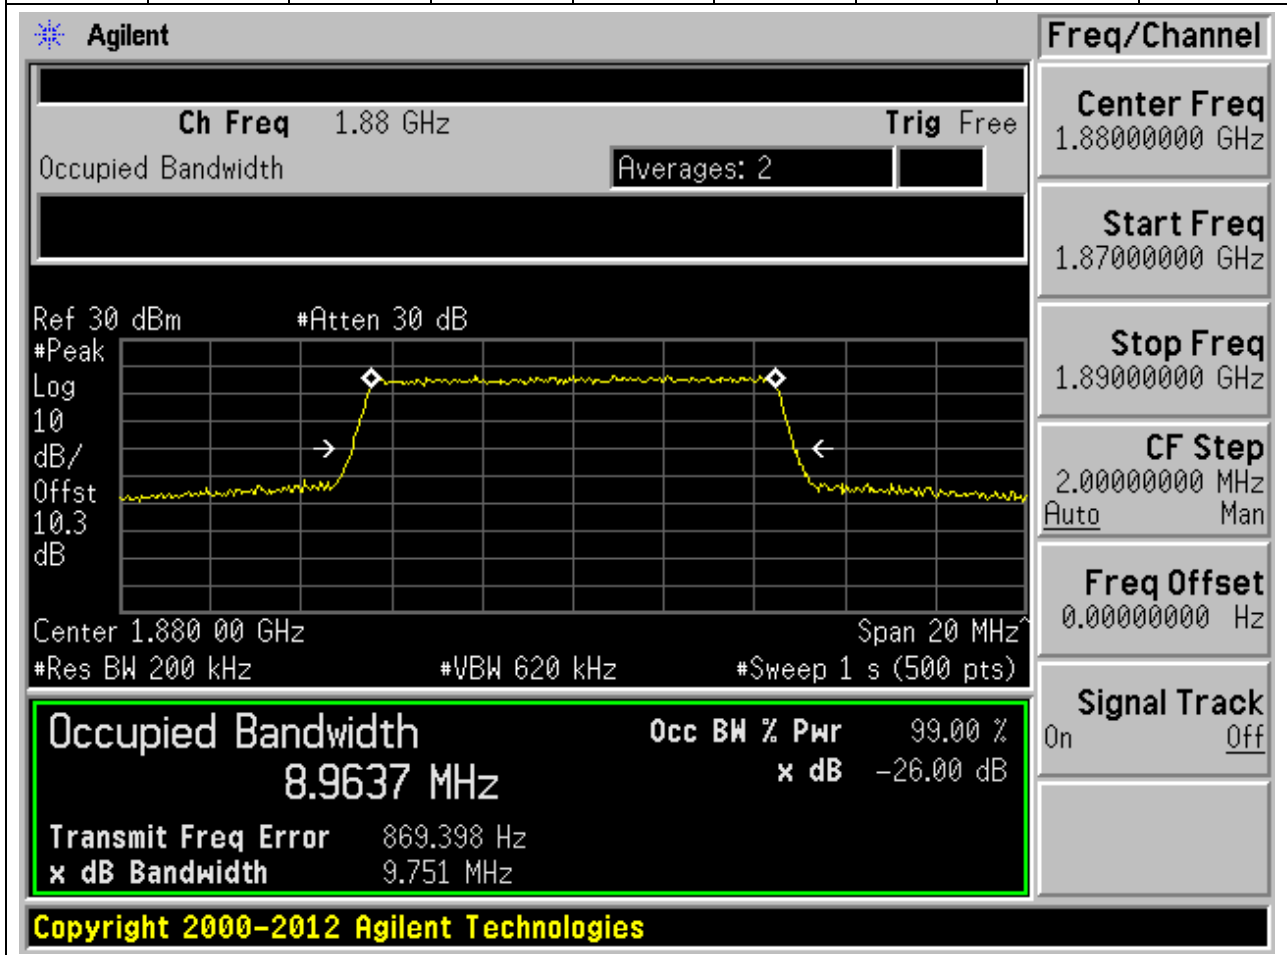 Agilent
Freq/Channel
Ch Freq 1.88 GHz Trig Free
Occupied Bandwidth Averages: 2
Ref 30 dBm #Atten 30 dB
#Peak
Log
10
dB/
Offst
10.3
dB
Center 1.880 00 GHz Span 20 MHz^
#Res BW 200 kHz #VBW 620 kHz #Sweep 1 s (500 pts)
Occupied Bandwidth Occ BW % Pwr 99.00 %
8.9637 MHz x dB -26.00 dB
Transmit Freq Error 869.398 Hz
x dB Bandwidth 9.751 MHz
Center Freq
1.88000000 GHz
Start Freq
1.87000000 GHz
Stop Freq
1.89000000 GHz
CF Step
2.00000000 MHz
Auto Man
Freq Offset
0.00000000 Hz
Signal Track
On Off
Copyright 2000-2012 Agilent Technologies